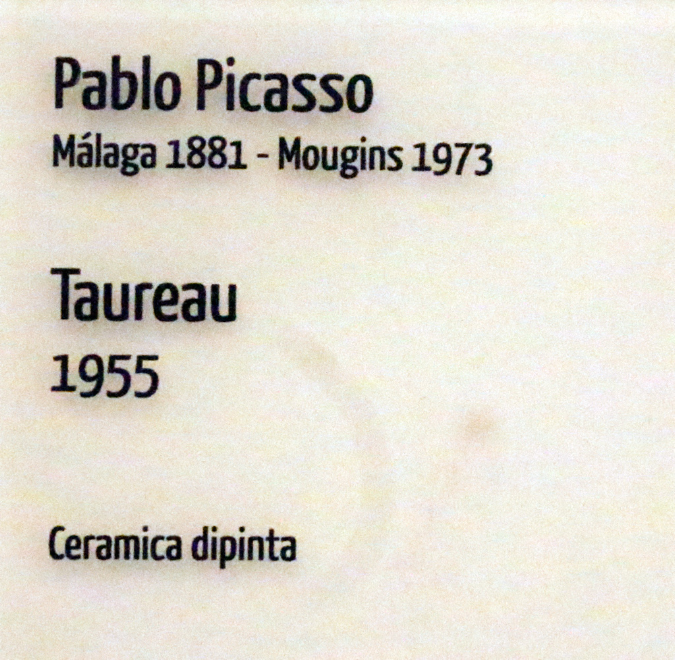 Pablo Picasso
Málaga 1881 - Mougins 1973
Taureau
1955
Ceramica dipinta